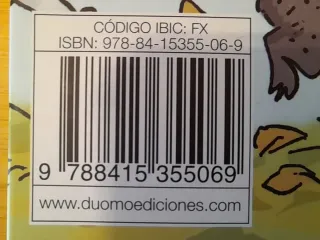 CÓDIGO IBIC: FX
ISBN: 978-84-15355-06-9
9 788415 355069
www.duomoediciones.com